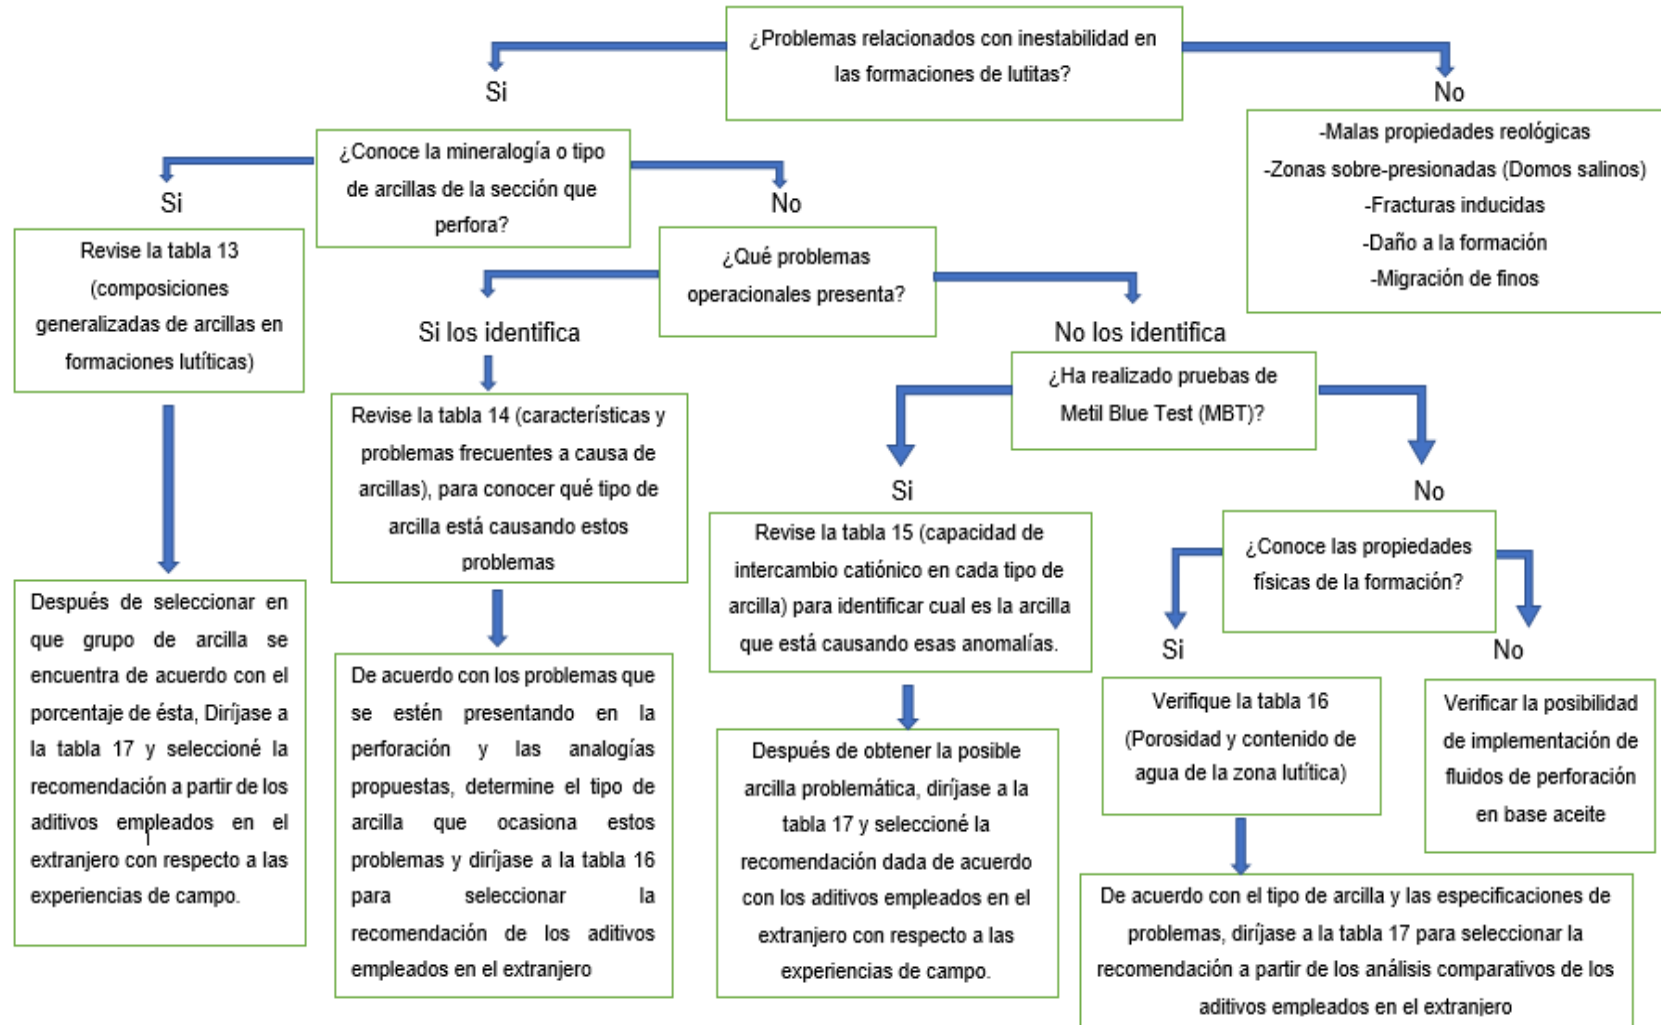 ¿Problemas relacionados con inestabilidad en
las formaciones de lutitas?
Si
No
¿Conoce la mineralogía o tipo
de arcillas de la sección que
perfora?
-Malas propiedades reológicas
-Zonas sobre-presionadas (Domos salinos)
-Fracturas inducidas
-Daño a la formación
-Migración de finos
Si
No
Revise la tabla 13
(composiciones
generalizadas de arcillas en
formaciones lutíticas)
¿Qué problemas
operacionales presenta?
Si los identifica
No los identifica
Revise la tabla 14 (características y
problemas frecuentes a causa de
arcillas), para conocer qué tipo de
arcilla está causando estos
problemas
¿Ha realizado pruebas de
Metil Blue Test (MBT)?
Si
No
Revise la tabla 15 (capacidad de
intercambio catiónico en cada tipo de
arcilla) para identificar cual es la arcilla
que está causando esas anomalías.
¿Conoce las propiedades
físicas de la formación?
Si
No
Después de seleccionar en
que grupo de arcilla se
encuentra de acuerdo con el
porcentaje de ésta, Diríjase a
la tabla 17 y seleccioné la
recomendación a partir de los
aditivos empleados en el
extranjero con respecto a las
experiencias de campo.
De acuerdo con los problemas que
se estén presentando en la
perforación y las analogías
propuestas, determine el tipo de
arcilla que ocasiona estos
problemas y diríjase a la tabla 16
para seleccionar la
recomendación de los aditivos
empleados en el extranjero
Después de obtener la posible
arcilla problemática, diríjase a la
tabla 17 y seleccioné la
recomendación dada de acuerdo
con los aditivos empleados en el
extranjero con respecto a las
experiencias de campo.
Verifique la tabla 16
(Porosidad y contenido de
agua de la zona lutítica)
Verificar la posibilidad
de implementación de
fluidos de perforación
en base aceite
De acuerdo con el tipo de arcilla y las especificaciones de
problemas, diríjase a la tabla 17 para seleccionar la
recomendación a partir de los análisis comparativos de los
aditivos empleados en el extranjero